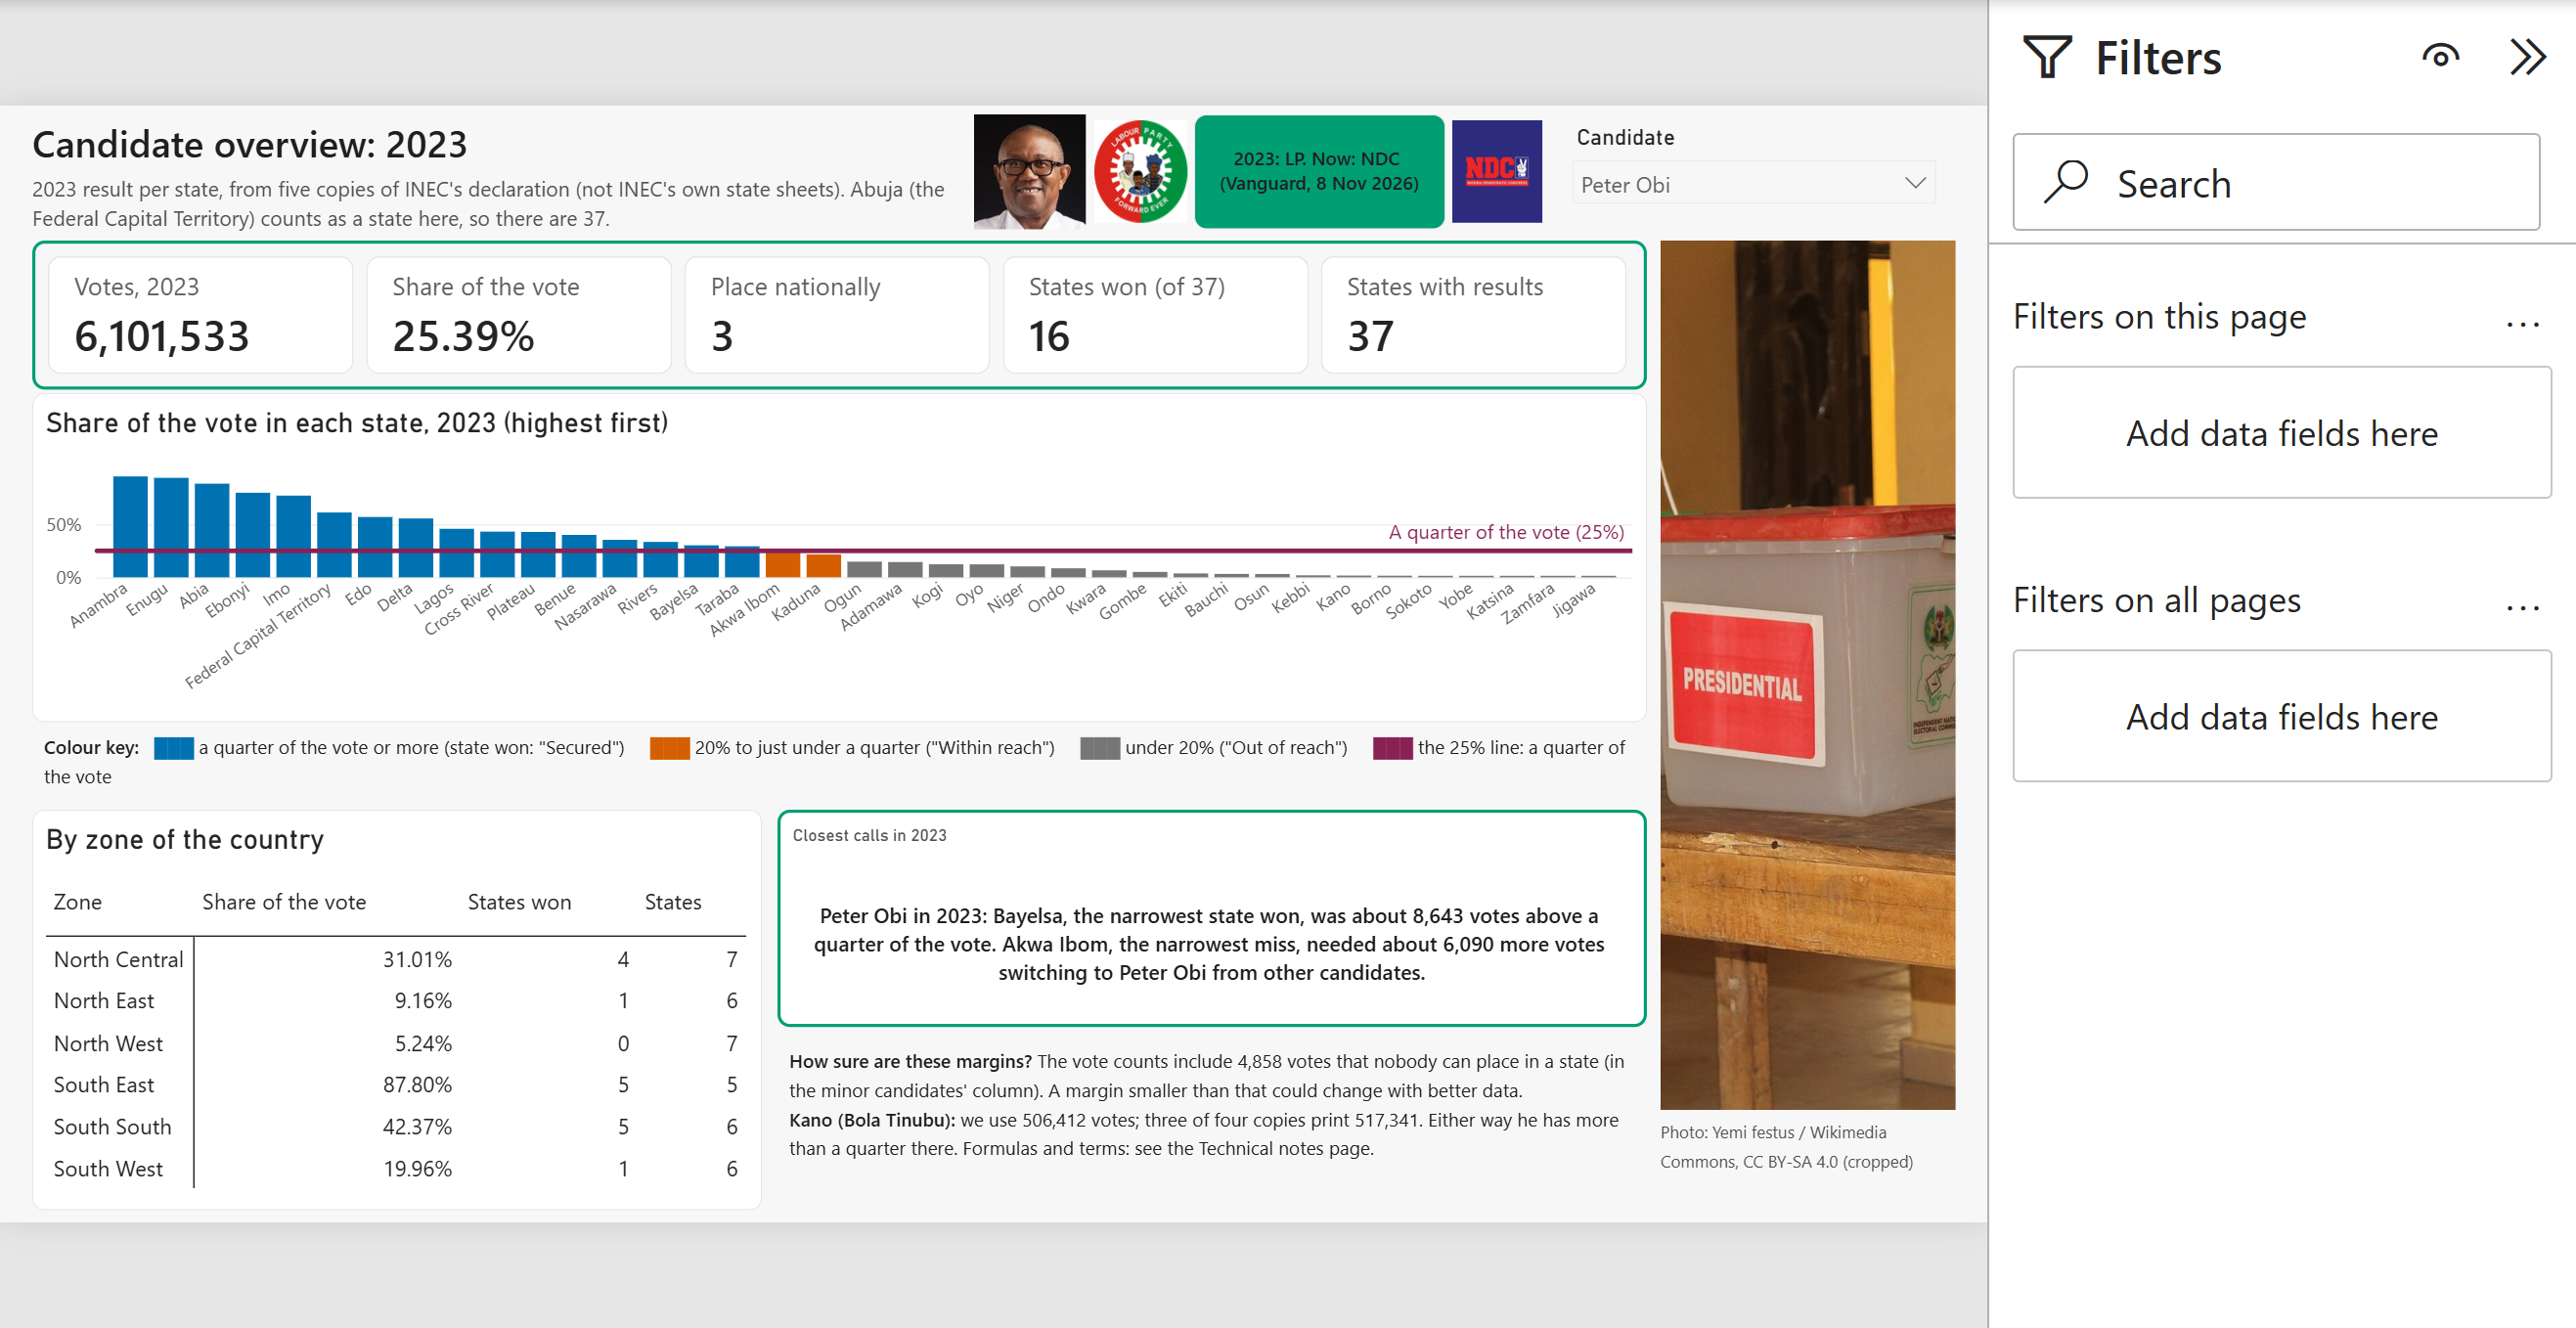 Candidate overview: 2023
2023 result per state, from five copies of INEC's declaration (not INEC's own state sheets). Abuja (the
Federal Capital Territory) counts as a state here, so there are 37.
LABOUR PARTY
FORWARD EVER
2023: LP. Now: NDC
(Vanguard, 8 Nov 2026)
NDC
Candidate
Peter Obi
Votes, 2023
6,101,533
Share of the vote
25.39%
Place nationally
3
States won (of 37)
16
States with results
37
Share of the vote in each state, 2023 (highest first)
50%
0%
A quarter of the vote (25%)
Anambra
Enugu
Abia
Ebonyi
Imo
Federal Capital Territory
Edo
Delta
Lagos
Cross River
Plateau
Benue
Nasarawa
Rivers
Bayelsa
Taraba
Akwa Ibom
Kaduna
Ogun
Adamawa
Kogi
Oyo
Niger
Ondo
Kwara
Gombe
Ekiti
Bauchi
Osun
Kebbi
Kano
Borno
Sokoto
Yobe
Katsina
Zamfara
Jigawa
Colour key: a quarter of the vote or more (state won: "Secured") 20% to just under a quarter ("Within reach") under 20% ("Out of reach") the 25% line: a quarter of
the vote
By zone of the country
Zone Share of the vote States won States
North Central 31.01% 4 7
North East 9.16% 1 6
North West 5.24% 0 7
South East 87.80% 5 5
South South 42.37% 5 6
South West 19.96% 1 6
Closest calls in 2023
Peter Obi in 2023: Bayelsa, the narrowest state won, was about 8,643 votes above a
quarter of the vote. Akwa Ibom, the narrowest miss, needed about 6,090 more votes
switching to Peter Obi from other candidates.
How sure are these margins? The vote counts include 4,858 votes that nobody can place in a state (in
the minor candidates' column). A margin smaller than that could change with better data.
Kano (Bola Tinubu): we use 506,412 votes; three of four copies print 517,341. Either way he has more
than a quarter there. Formulas and terms: see the Technical notes page.
PRESIDENTIAL
Photo: Yemi festus / Wikimedia
Commons, CC BY-SA 4.0 (cropped)
Filters
Search
Filters on this page
...
Add data fields here
Filters on all pages
...
Add data fields here